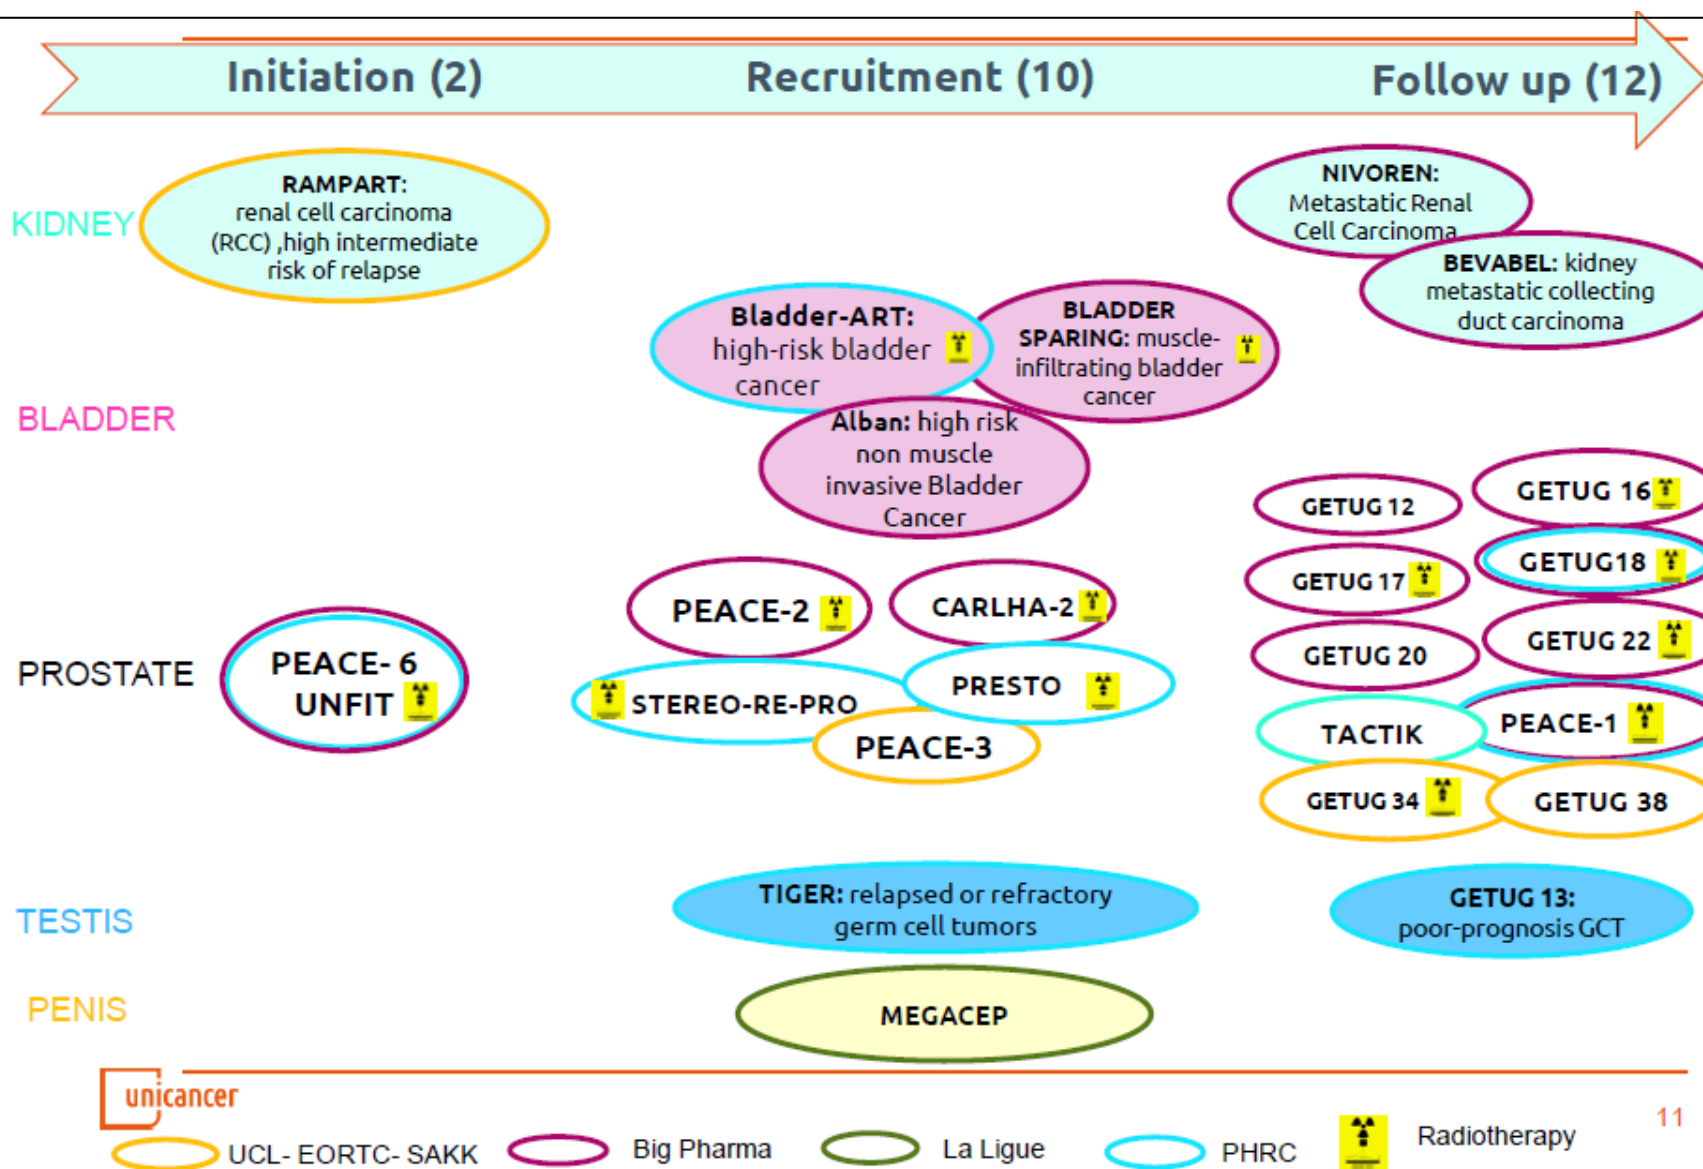 Initiation (2)
Recruitment (10)
Follow up (12)
KIDNEY
RAMPART:
renal cell carcinoma
(RCC) ,high intermediate
risk of relapse
NIVOREN:
Metastatic Renal
Cell Carcinoma
BEVABEL: kidney
metastatic collecting
duct carcinoma
BLADDER
Bladder-ART:
high-risk bladder
cancer
BLADDER
SPARING: muscle-
infiltrating bladder
cancer
Alban: high risk
non muscle
invasive Bladder
Cancer
PROSTATE
PEACE- 6
UNFIT
PEACE-2
CARLHA-2
STEREO-RE-PRO
PRESTO
PEACE-3
GETUG 12
GETUG 16
GETUG 17
GETUG18
GETUG 20
GETUG 22
TACTIK
PEACE-1
GETUG 34
GETUG 38
TESTIS
TIGER: relapsed or refractory
germ cell tumors
GETUG 13:
poor-prognosis GCT
PENIS
MEGACEP
unicancer
11
UCL- EORTC- SAKK
Big Pharma
La Ligue
PHRC
Radiotherapy